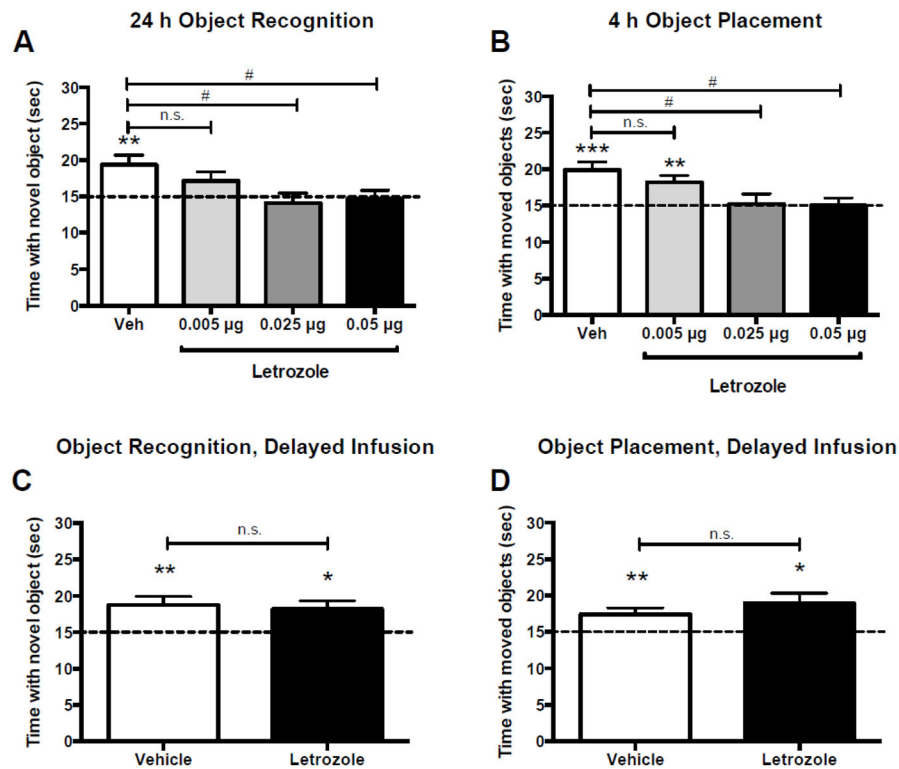 24 h Object Recognition
A
Time with novel object (sec)
30
25
20
15
10
5
0
#
#
n.s.
**
Veh
0.005 µg
0.025 µg
0.05 µg
Letrozole
4 h Object Placement
B
Time with moved objects (sec)
30
25
20
15
10
5
0
#
#
n.s.
***
**
Veh
0.005 µg
0.025 µg
0.05 µg
Letrozole
Object Recognition, Delayed Infusion
C
Time with novel object (sec)
30
25
20
15
10
5
0
n.s.
**
*
Vehicle
Letrozole
Object Placement, Delayed Infusion
D
Time with moved objects (sec)
30
25
20
15
10
5
0
n.s.
**
*
Vehicle
Letrozole